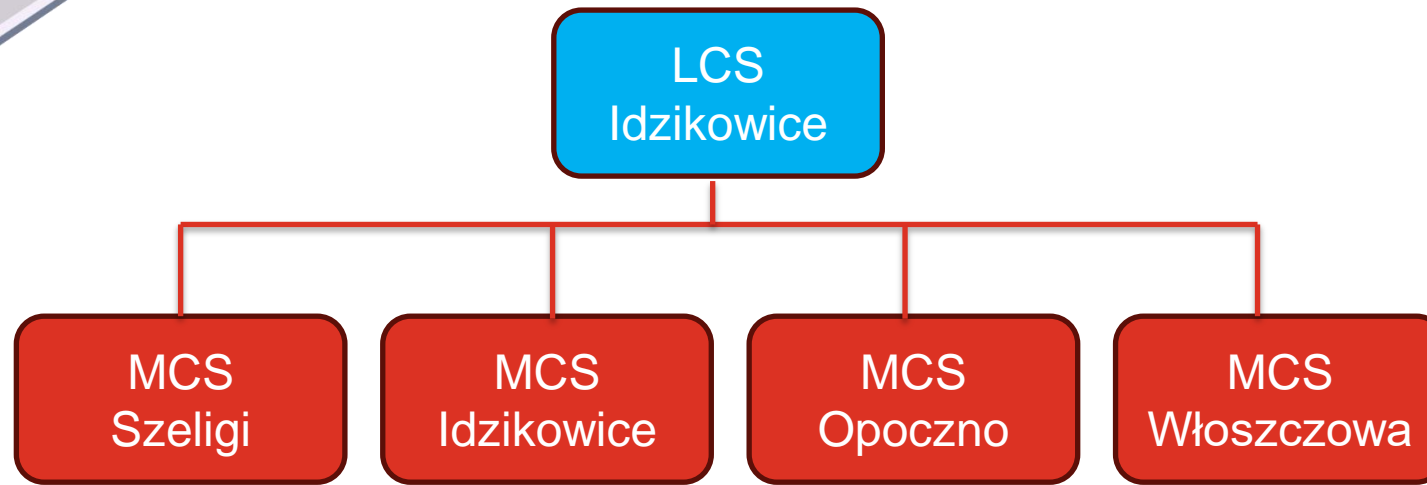 LCS
Idzikowice
MCS
Szeligi
MCS
Idzikowice
MCS
Opoczno
MCS
Włoszczowa